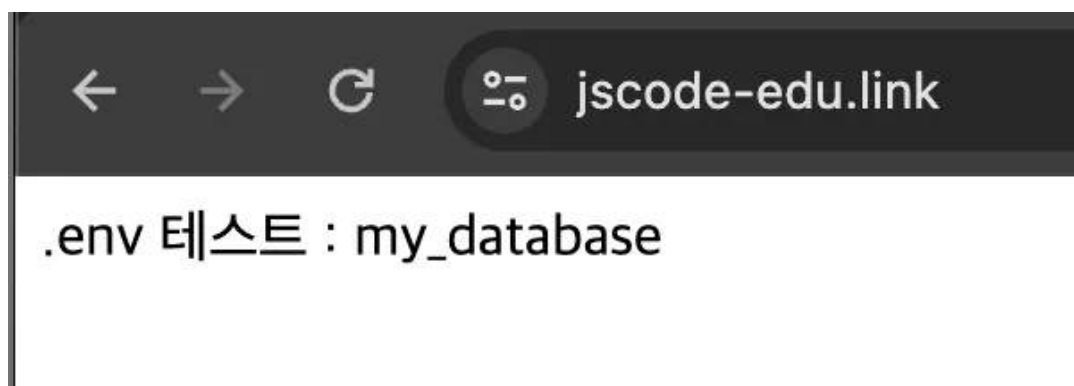 jscode-edu.link
.env 테스트 : my_database